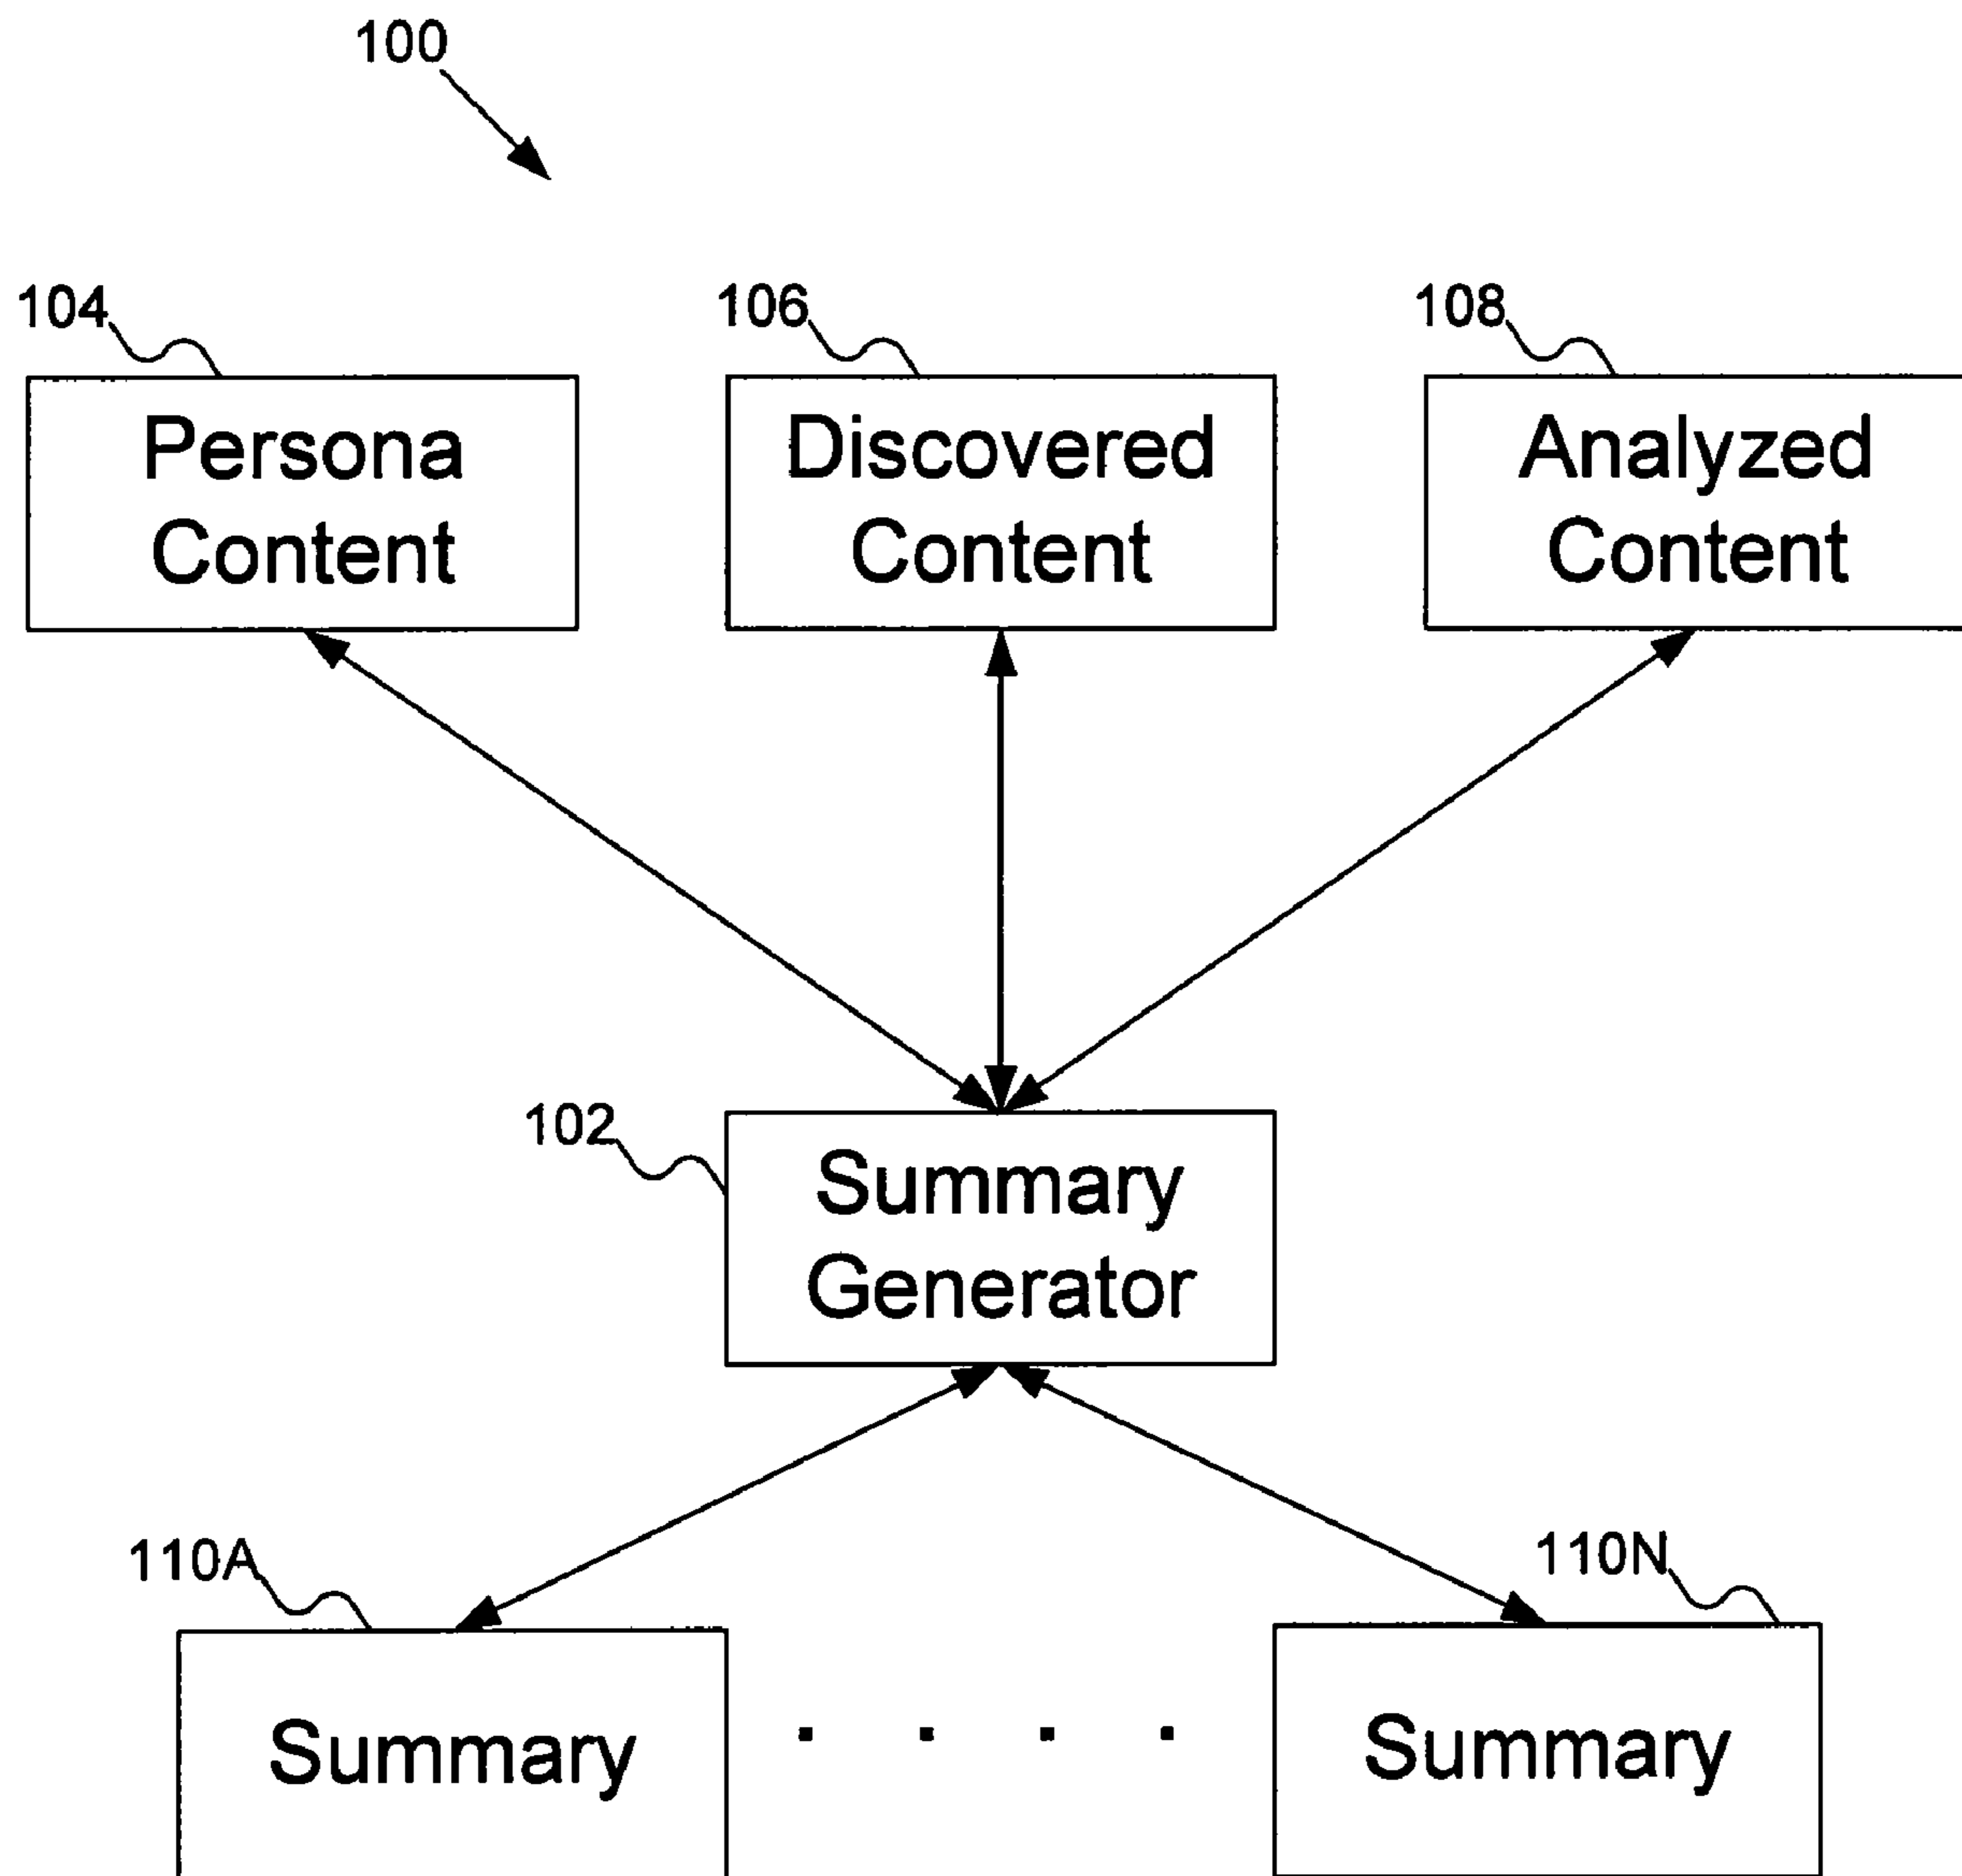 100
104
106
108
Persona
Content
Discovered
Content
Analyzed
Content
102
Summary
Generator
110A
110N
Summary
. . . .
Summary